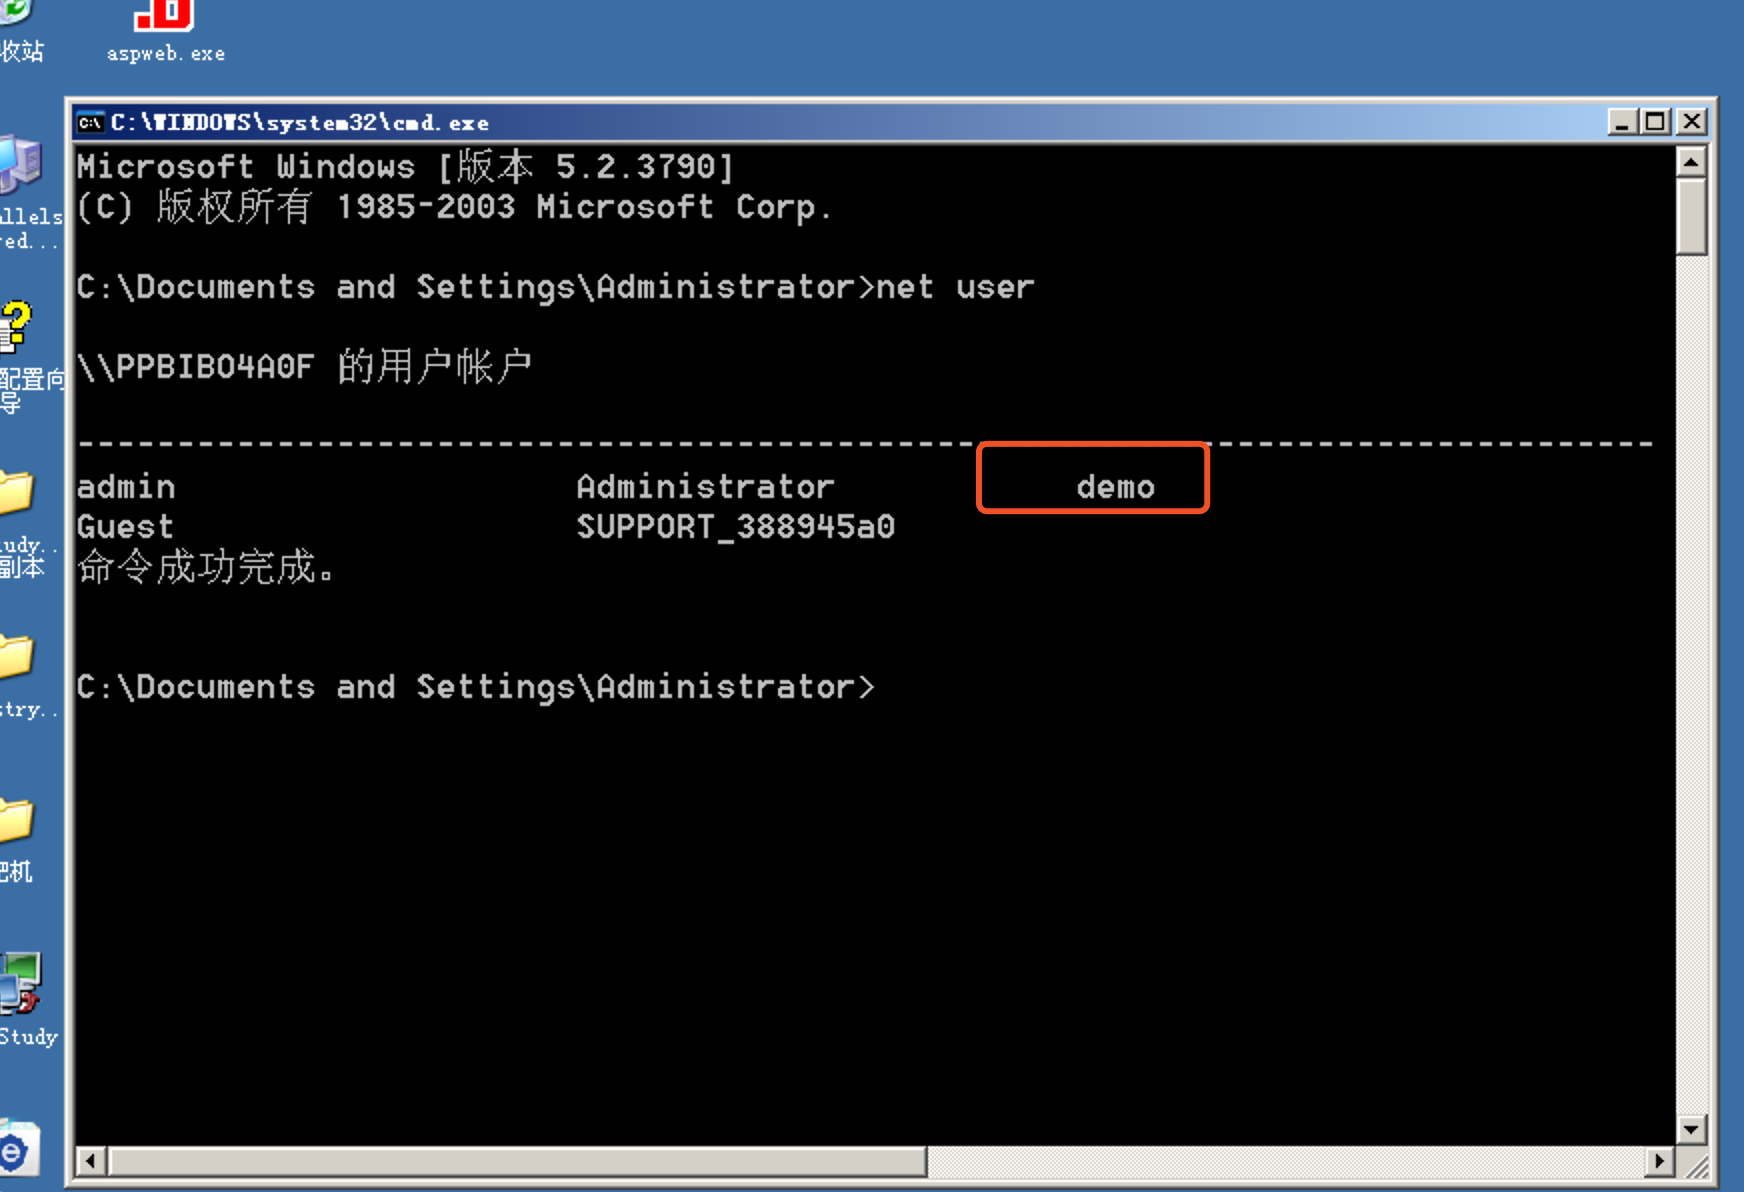 收站
aspweb.exe
C:\WINDOWS\system32\cmd.exe
Microsoft Windows [版本 5.2.3790]
(C) 版权所有 1985-2003 Microsoft Corp.
allels
red...
C:\Documents and Settings\Administrator>net user
\\PPBIBO4A0F 的用户帐户
配置向
导
-------------------------------------------------------------------------------
admin Administrator demo
Guest SUPPORT_388945a0
udy..
副本
命令成功完成。
C:\Documents and Settings\Administrator>
stry..
机
Study